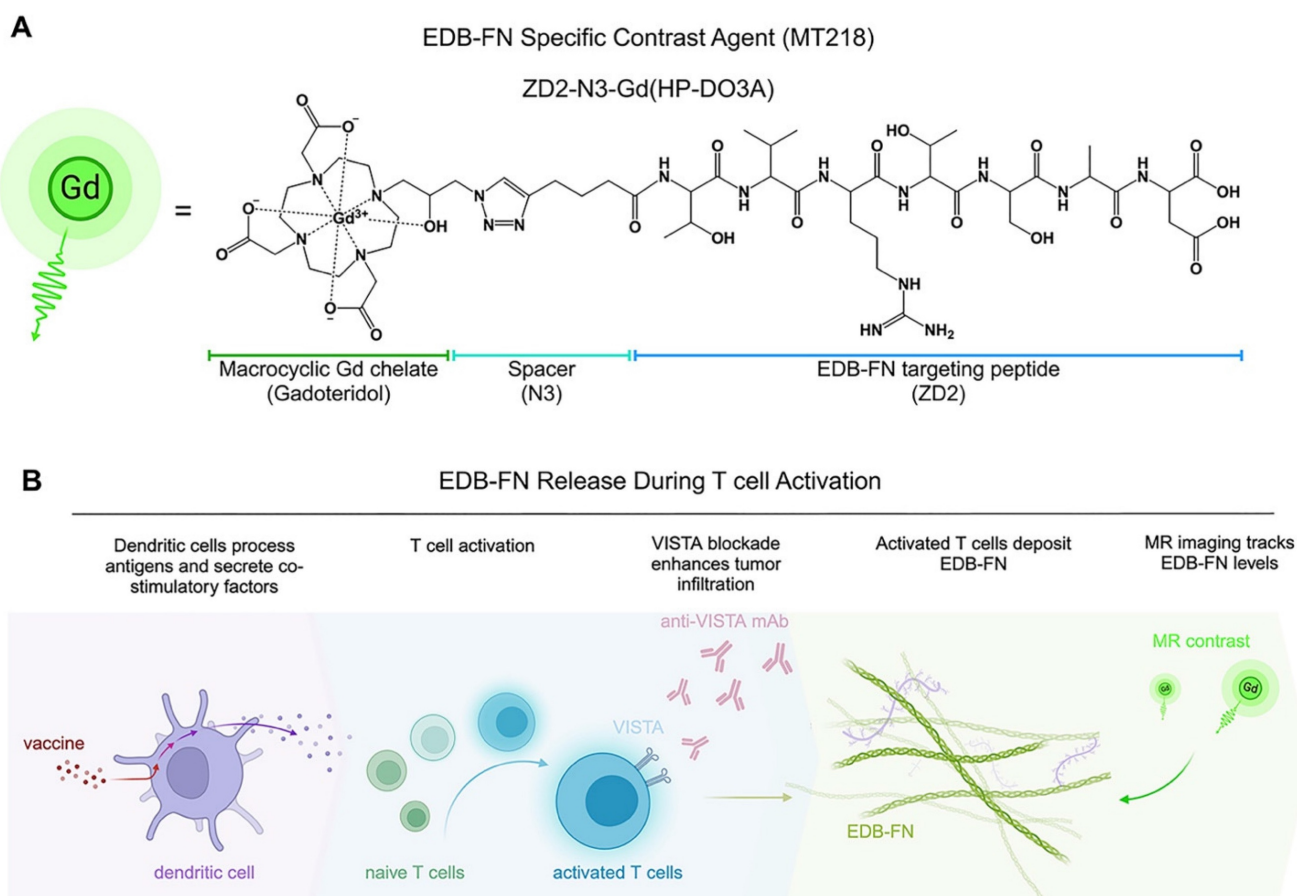 A
EDB-FN Specific Contrast Agent (MT218)
ZD2-N3-Gd(HP-DO3A)
Gd
=
O
O⁻
N
N
O⁻
O
Gd³⁺
OH
N
N
O⁻
O
N
N=N
O
H
N
O
OH
N
H
O
H
N
O
NH
HN
NH₂
HO
N
H
O
H
N
O
OH
N
H
O
H
N
O
OH
OH
O
Macrocyclic Gd chelate
(Gadoteridol)
Spacer
(N3)
EDB-FN targeting peptide
(ZD2)
B
EDB-FN Release During T cell Activation
Dendritic cells process
antigens and secrete co-
stimulatory factors
T cell activation
VISTA blockade
enhances tumor
infiltration
Activated T cells deposit
EDB-FN
MR imaging tracks
EDB-FN levels
anti-VISTA mAb
MR contrast
Gd
Gd
VISTA
vaccine
EDB-FN
dendritic cell
naive T cells
activated T cells